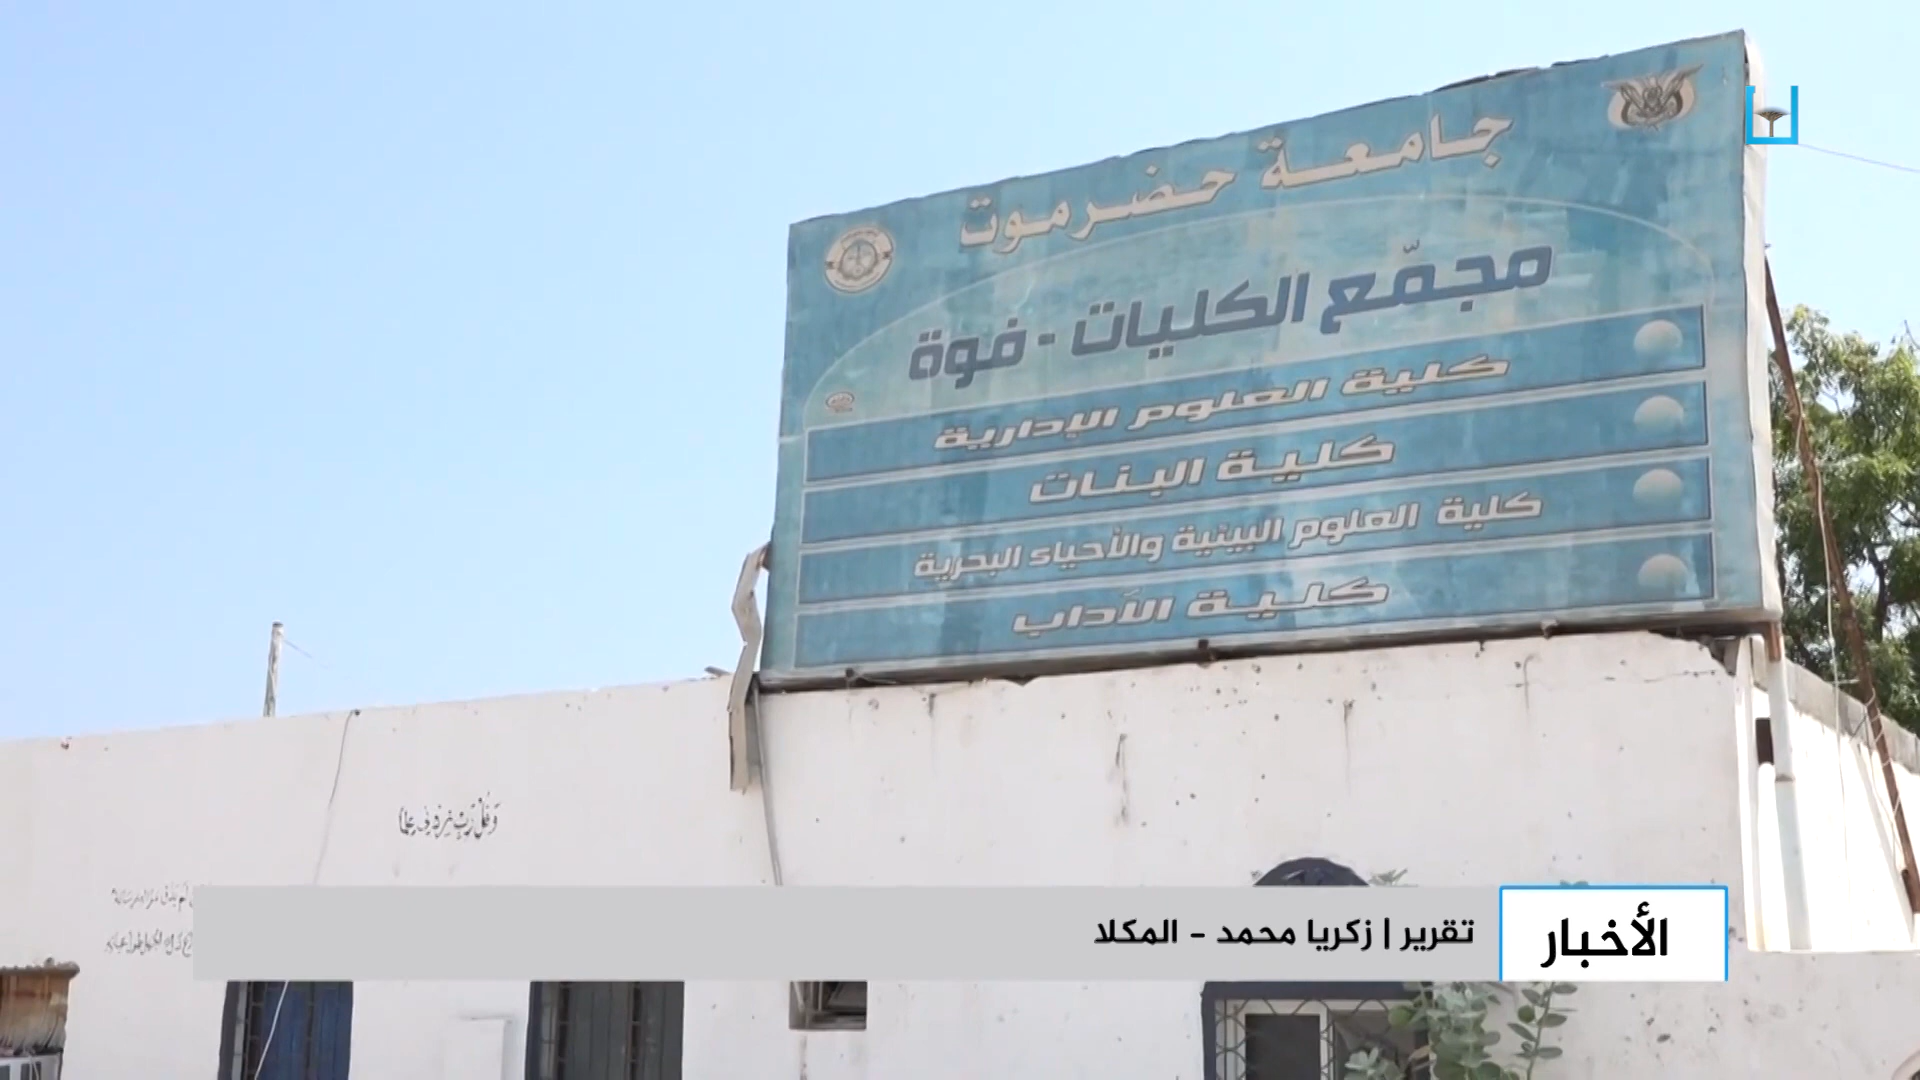 جامعة حضرموت
مجمّع الكليات - فوة
كلية العلوم الإدارية
كلية البنات
كلية العلوم البيئية والأحياء البحرية
كلية الآداب
وَقُلْ رَبِّ زِدْنِي عِلْمًا
الأخبار
تقرير | زكريا محمد - المكلا